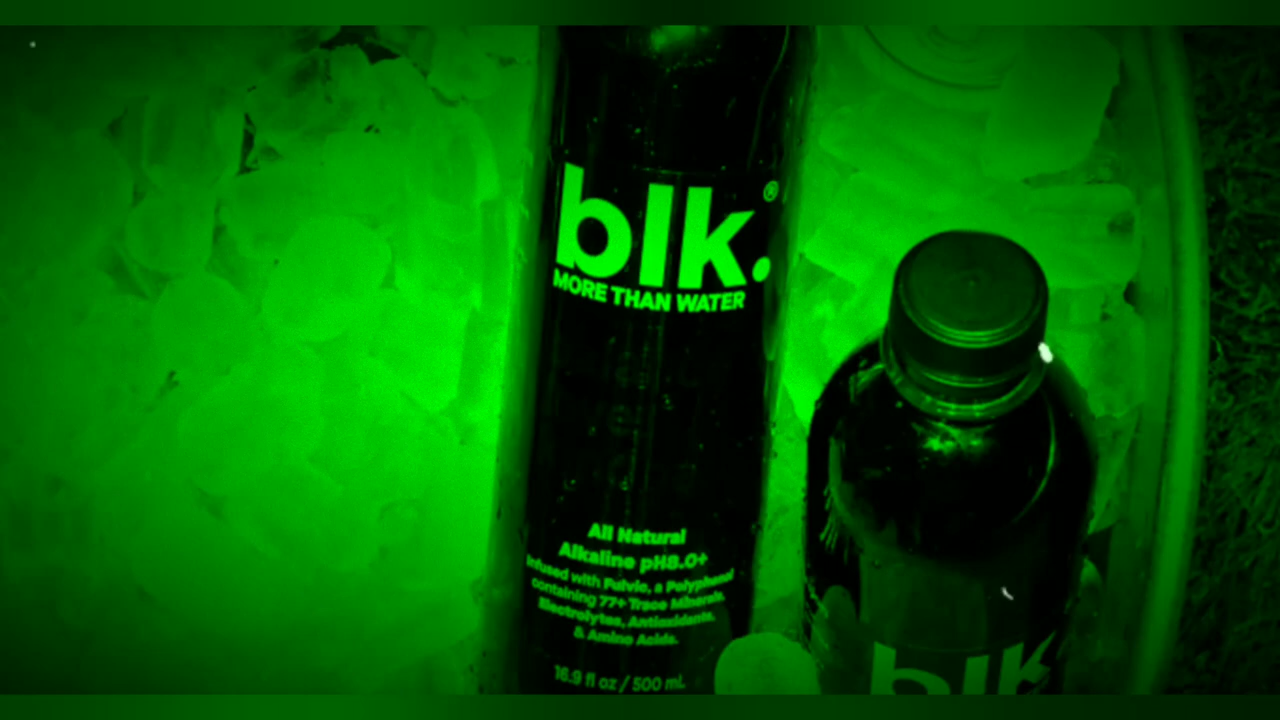 blk.®
MORE THAN WATER
All Natural
Alkaline pH8.0+
Infused with Fulvic, a Polyphenol
containing 77+ Trace Minerals,
Electrolytes, Antioxidants,
& Amino Acids.
16.9 fl oz / 500 mL
blk